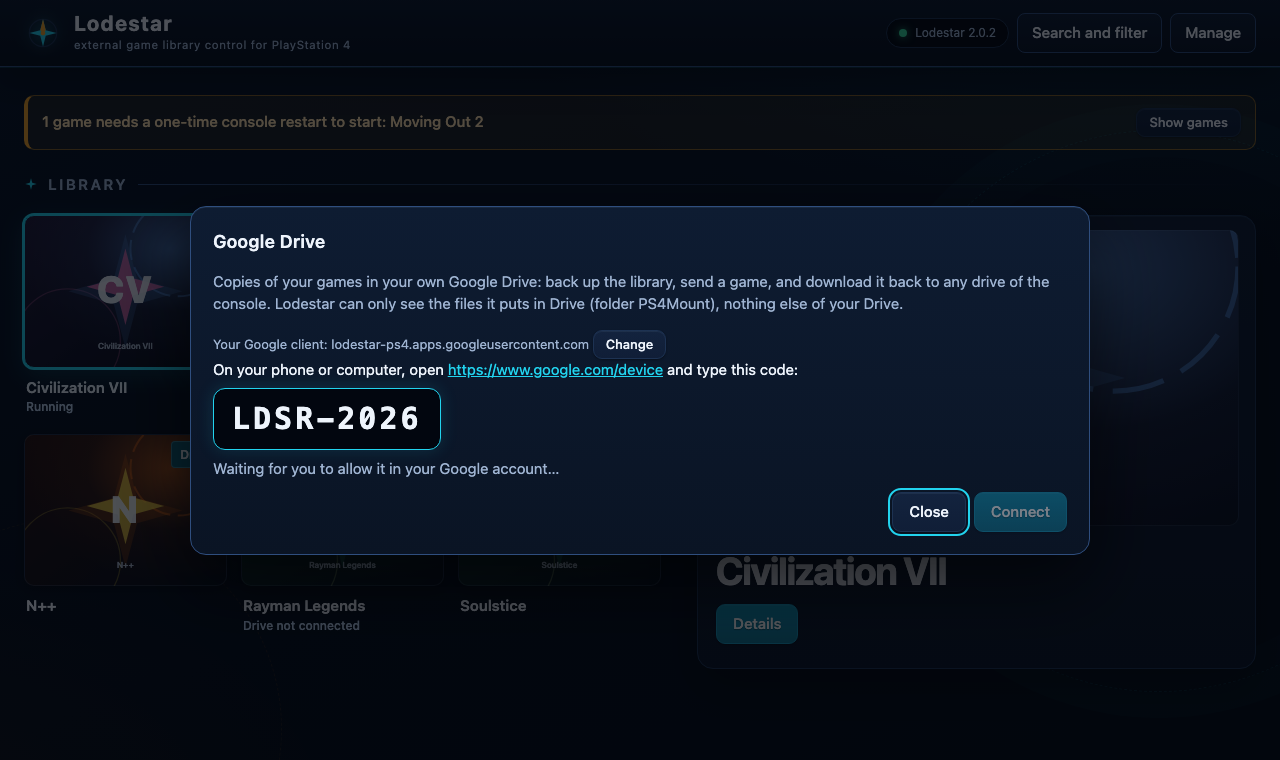 Lodestar
external game library control for PlayStation 4
Lodestar 2.0.2
Search and filter
Manage
1 game needs a one-time console restart to start: Moving Out 2
Show games
LIBRARY
CV
Civilization VII
Civilization VII
Running
Google Drive
Copies of your games in your own Google Drive: back up the library, send a game, and download it back to any drive of the
console. Lodestar can only see the files it puts in Drive (folder PS4Mount), nothing else of your Drive.
Your Google client: lodestar-ps4.apps.googleusercontent.com Change
On your phone or computer, open https://www.google.com/device and type this code:
LDSR-2026
Waiting for you to allow it in your Google account...
Close
Connect
N
N++
N++
Rayman Legends
Rayman Legends
Drive not connected
Soulstice
Soulstice
Civilization VII
Details